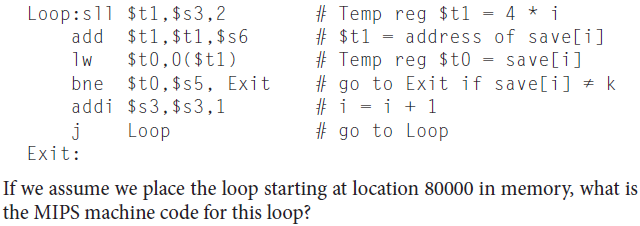 Loop:sll $t1,$s3,2 # Temp reg $t1 = 4 * i
add $t1,$t1,$s6 # $t1 = address of save[i]
lw $t0,0($t1) # Temp reg $t0 = save[i]
bne $t0,$s5, Exit # go to Exit if save[i] ≠ k
addi $s3,$s3,1 # i = i + 1
j Loop # go to Loop
Exit:
If we assume we place the loop starting at location 80000 in memory, what is
the MIPS machine code for this loop?